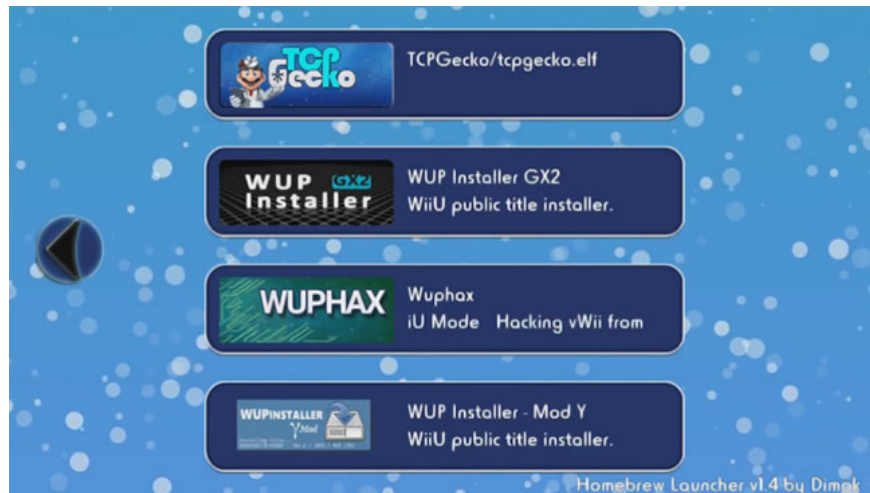 TCP
Gecko
TCPGecko/tcpgecko.elf
WUP GX2
Installer
WUP Installer GX2
WiiU public title installer.
WUPHAX
Wuphax
iU Mode Hacking vWii from
WUPINSTALLER
Y Mod
WUP Installer - Mod Y
WiiU public title installer.
Homebrew Launcher v1.4 by Dimok